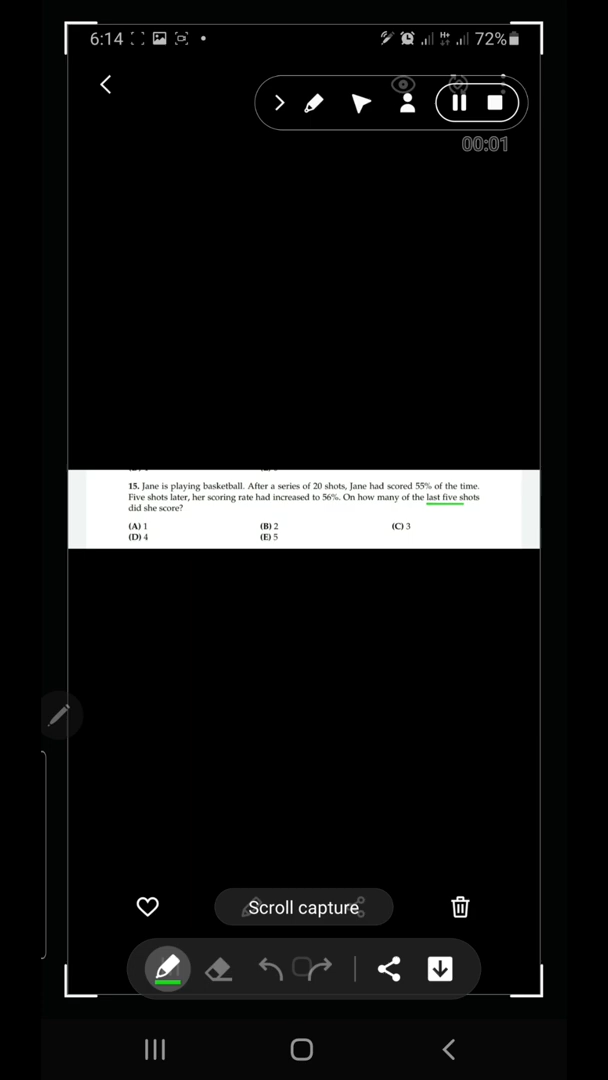 6:14
72%
00:01
15. Jane is playing basketball. After a series of 20 shots, Jane had scored 55% of the time.
Five shots later, her scoring rate had increased to 56%. On how many of the last five shots
did she score?
(A) 1 (B) 2 (C) 3
(D) 4 (E) 5
Scroll capture